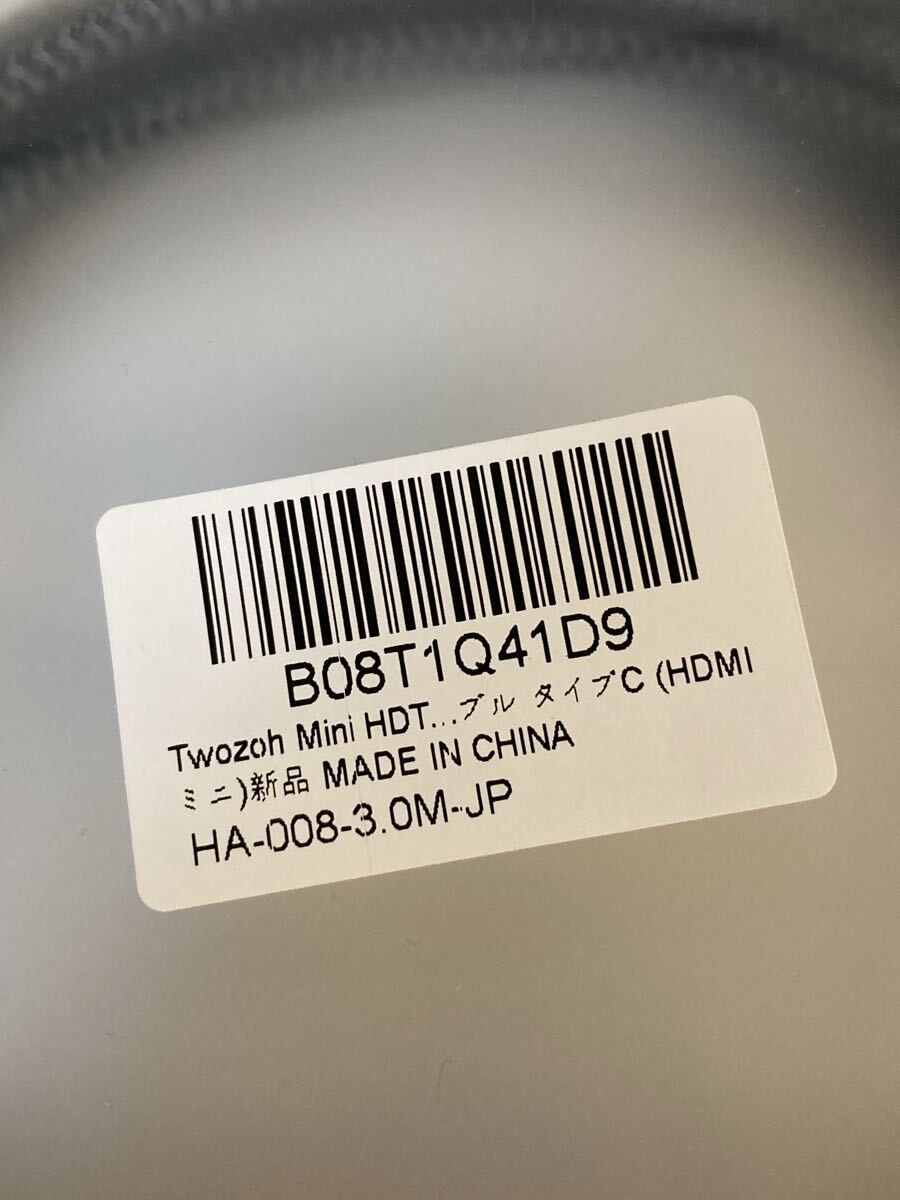 B08T1Q41D9
Twozoh Mini HDT...ブル タイプC (HDMI
ミニ)新品 MADE IN CHINA
HA-008-3.0M-JP